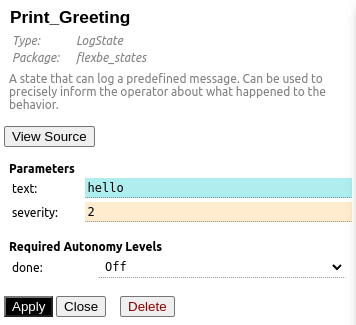 Print_Greeting
Type: LogState
Package: flexbe_states
A state that can log a predefined message. Can be used to
precisely inform the operator about what happened to the
behavior.
View Source
Parameters
text: hello
severity: 2
Required Autonomy Levels
done: Off
Apply Close Delete